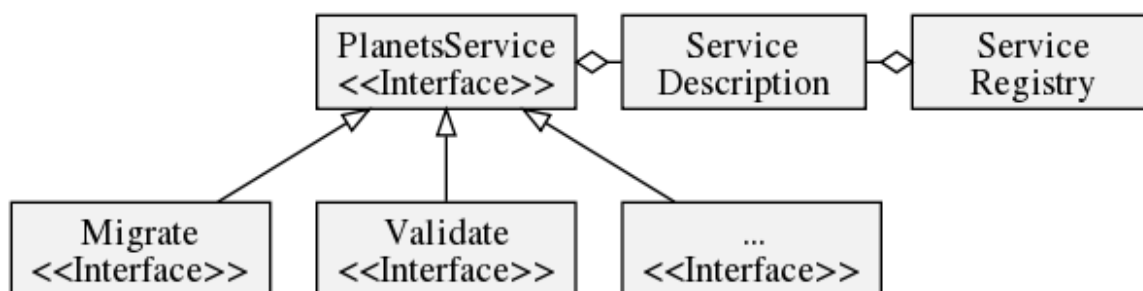 PlanetsService
<<Interface>>
Service
Description
Service
Registry
Migrate
<<Interface>>
Validate
<<Interface>>
...
<<Interface>>